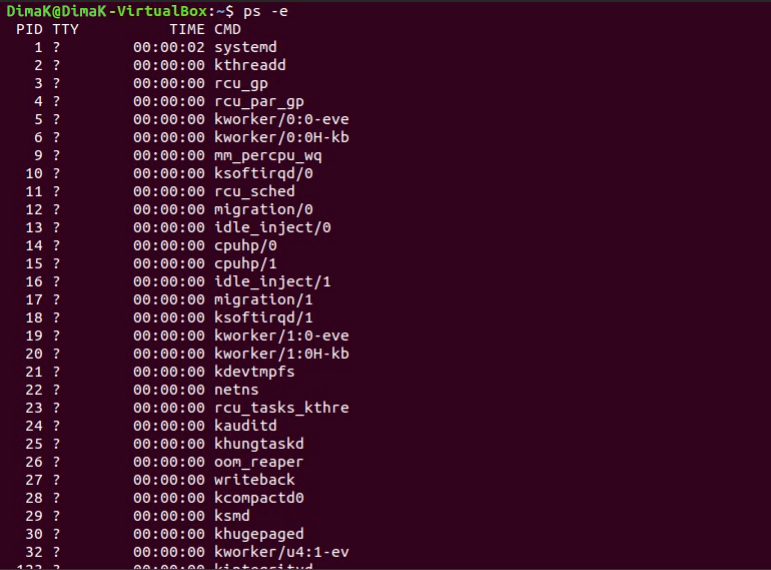 DimaK@DimaK-VirtualBox:~$ ps -e
PID TTY TIME CMD
1 ? 00:00:02 systemd
2 ? 00:00:00 kthreadd
3 ? 00:00:00 rcu_gp
4 ? 00:00:00 rcu_par_gp
5 ? 00:00:00 kworker/0:0-eve
6 ? 00:00:00 kworker/0:0H-kb
9 ? 00:00:00 mm_percpu_wq
10 ? 00:00:00 ksoftirqd/0
11 ? 00:00:00 rcu_sched
12 ? 00:00:00 migration/0
13 ? 00:00:00 idle_inject/0
14 ? 00:00:00 cpuhp/0
15 ? 00:00:00 cpuhp/1
16 ? 00:00:00 idle_inject/1
17 ? 00:00:00 migration/1
18 ? 00:00:00 ksoftirqd/1
19 ? 00:00:00 kworker/1:0-eve
20 ? 00:00:00 kworker/1:0H-kb
21 ? 00:00:00 kdevtmpfs
22 ? 00:00:00 netns
23 ? 00:00:00 rcu_tasks_kthre
24 ? 00:00:00 kauditd
25 ? 00:00:00 khungtaskd
26 ? 00:00:00 oom_reaper
27 ? 00:00:00 writeback
28 ? 00:00:00 kcompactd0
29 ? 00:00:00 ksmd
30 ? 00:00:00 khugepaged
32 ? 00:00:00 kworker/u4:1-ev